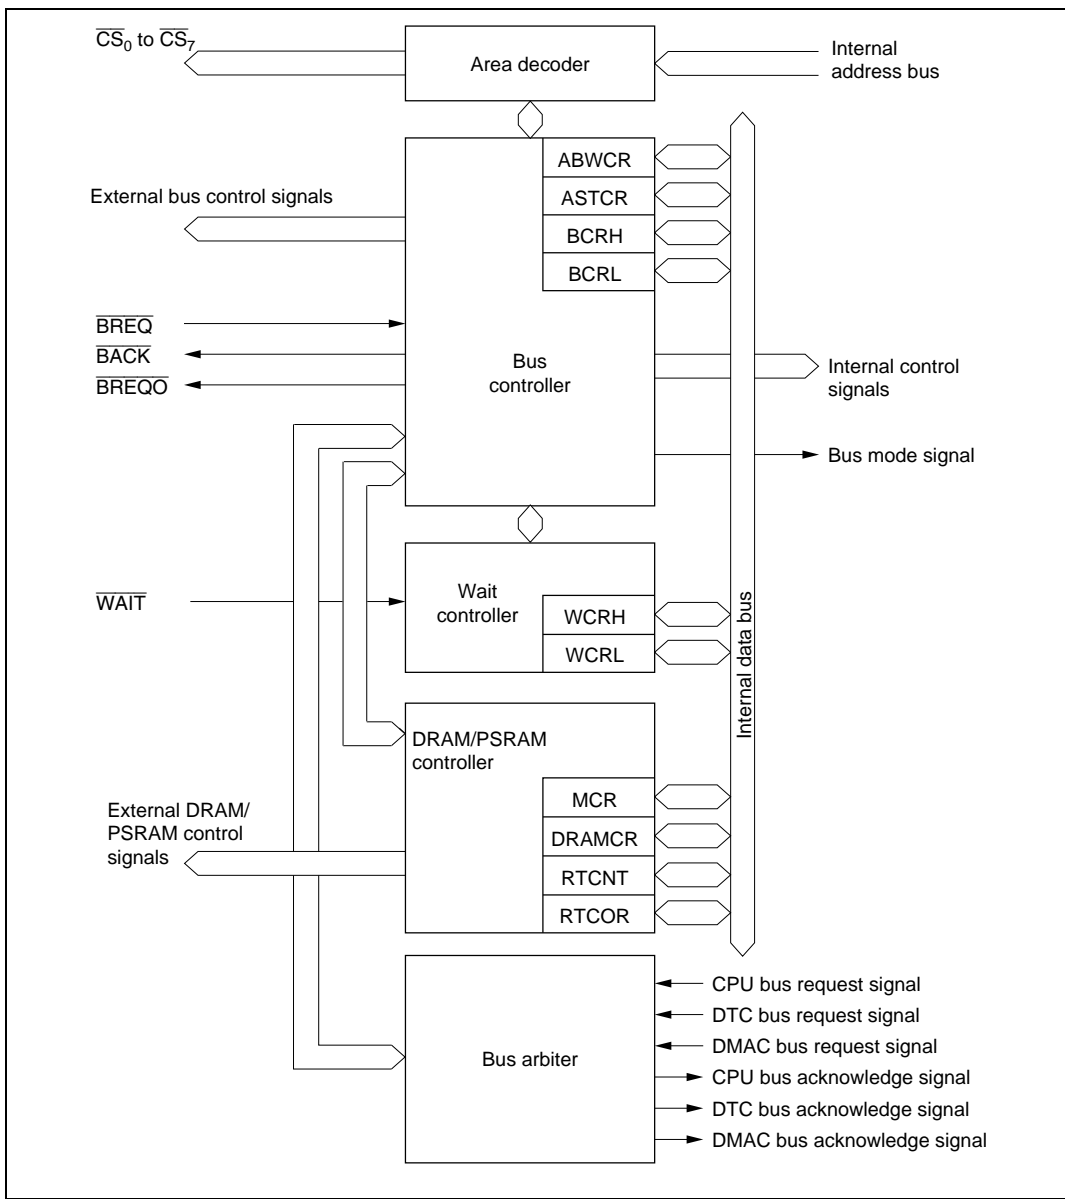 CS0 to CS7
Area decoder
Internal
address bus
ABWCR
ASTCR
BCRH
BCRL
External bus control signals
BREQ
BACK
BREQO
Bus
controller
Internal control
signals
Bus mode signal
WAIT
Wait
controller
WCRH
WCRL
Internal data bus
DRAM/PSRAM
controller
MCR
DRAMCR
RTCNT
RTCOR
External DRAM/
PSRAM control
signals
Bus arbiter
CPU bus request signal
DTC bus request signal
DMAC bus request signal
CPU bus acknowledge signal
DTC bus acknowledge signal
DMAC bus acknowledge signal